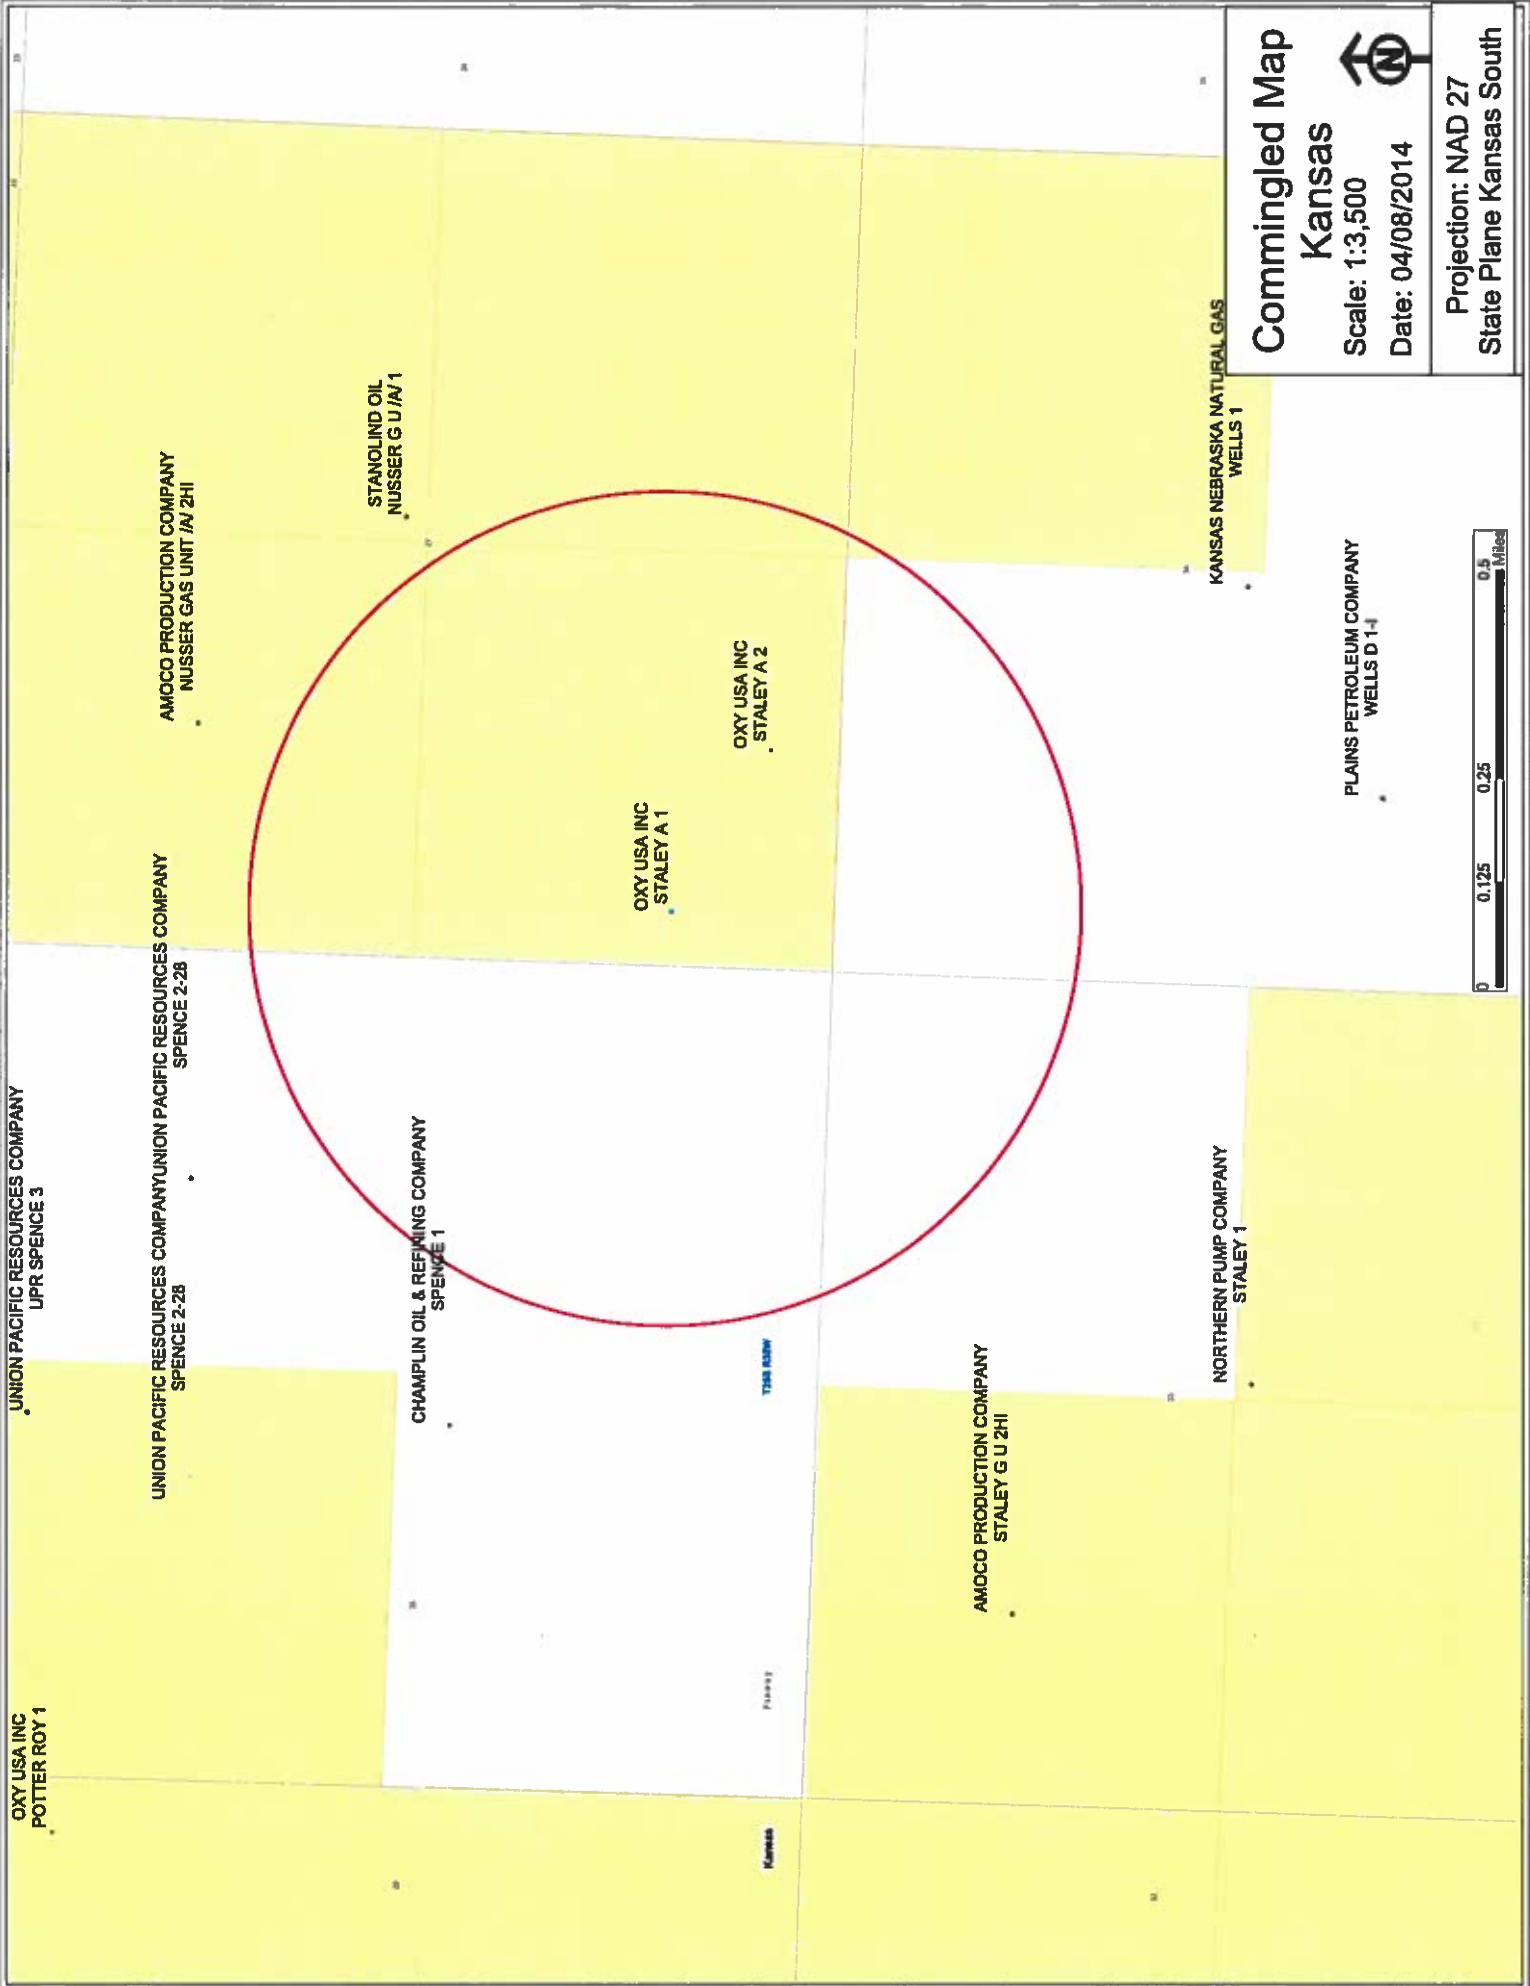 OXY USA INC
POTTER ROY 1
UNION PACIFIC RESOURCES COMPANY
UPR SPENCE 3
UNION PACIFIC RESOURCES COMPANYUNION PACIFIC RESOURCES COMPANY
SPENCE 2-28
SPENCE 2-28
AMOCO PRODUCTION COMPANY
NUSSER GAS UNIT /A/ 2HI
STANOLIND OIL
NUSSER G U /A/ 1
CHAMPLIN OIL & REFINING COMPANY
SPENCE 1
OXY USA INC
STALEY A 1
OXY USA INC
STALEY A 2
Kansas
Finney
AMOCO PRODUCTION COMPANY
STALEY G U 2HI
NORTHERN PUMP COMPANY
STALEY 1
KANSAS NEBRASKA NATURAL GAS
WELLS 1
PLAINS PETROLEUM COMPANY
WELLS D 1-I
0 0.125 0.25 0.5
Miles
Commingled Map
Kansas
Scale: 1:3,500
Date: 04/08/2014
N
Projection: NAD 27
State Plane Kansas South